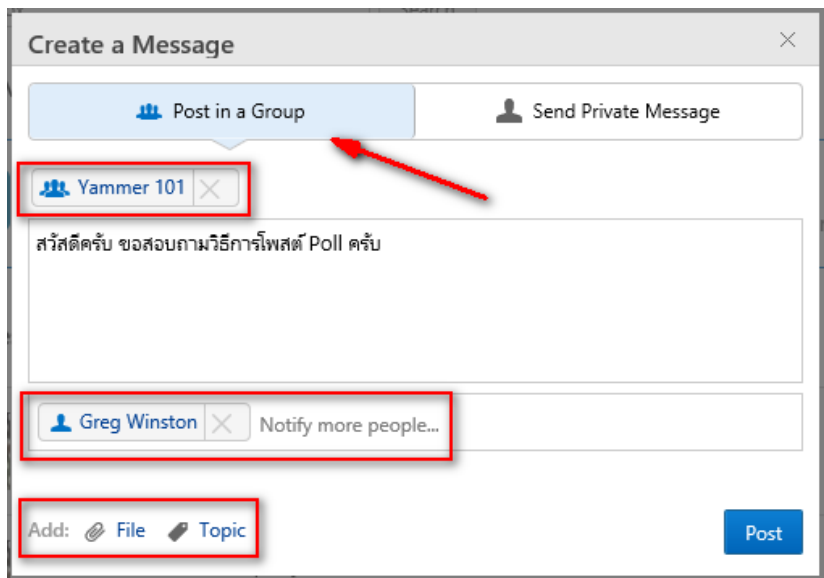 Create a Message
Post in a Group
Send Private Message
Yammer 101
สวัสดีครับ ขอสอบถามวิธีการโพสต์ Poll ครับ
Greg Winston Notify more people...
Add: File Topic
Post